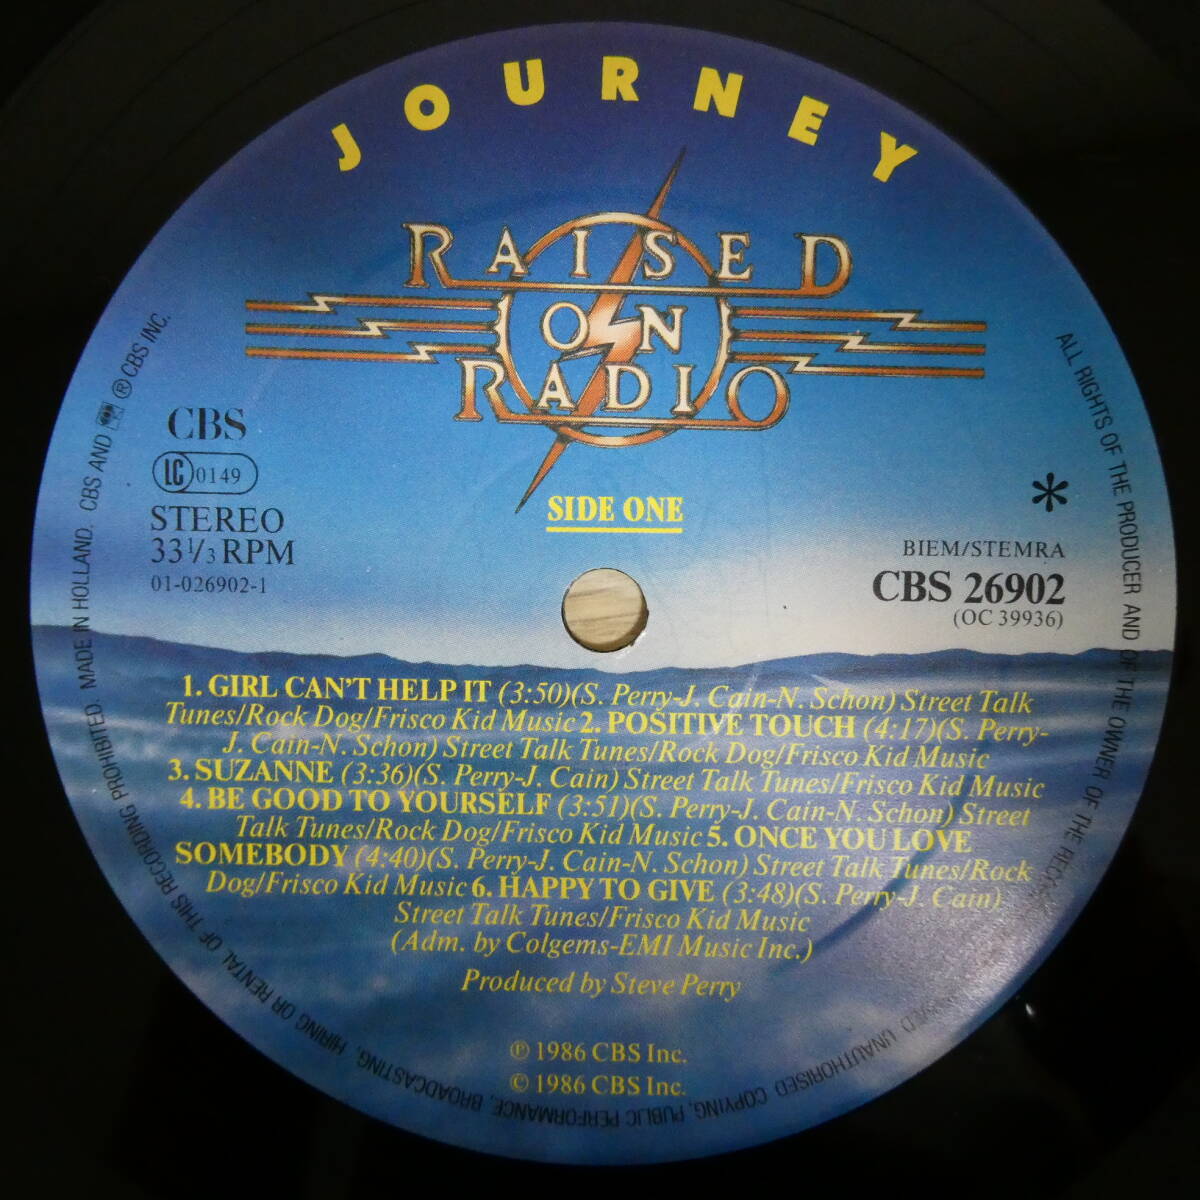 JOURNEY
RAISED
ON
RADIO
CBS
LC 0149
STEREO
33 1/3 RPM
01-026902-1
SIDE ONE
*
BIEM/STEMRA
CBS 26902
(OC 39936)
1. GIRL CAN'T HELP IT (3:50)(S. Perry-J. Cain-N. Schon) Street Talk
Tunes/Rock Dog/Frisco Kid Music 2. POSITIVE TOUCH (4:17)(S. Perry-
J. Cain-N. Schon) Street Talk Tunes/Rock Dog/Frisco Kid Music
3. SUZANNE (3:36)(S. Perry-J. Cain) Street Talk Tunes/Frisco Kid Music
4. BE GOOD TO YOURSELF (3:51)(S. Perry-J. Cain-N. Schon) Street
Talk Tunes/Rock Dog/Frisco Kid Music 5. ONCE YOU LOVE
SOMEBODY (4:40)(S. Perry-J. Cain-N. Schon) Street Talk Tunes/Rock
Dog/Frisco Kid Music 6. HAPPY TO GIVE (3:48)(S. Perry-J. Cain)
Street Talk Tunes/Frisco Kid Music
(Adm. by Colgems-EMI Music Inc.)
Produced by Steve Perry
℗ 1986 CBS Inc.
© 1986 CBS Inc.
ALL RIGHTS OF THE PRODUCER AND OF THE OWNER OF THE UNAUTHORISED COPYING, PUBLIC PERFORMANCE, BROADCASTING, HIRING OR RENTAL OF THIS RECORDING PROHIBITED. MADE IN HOLLAND. CBS AND ® CBS INC.